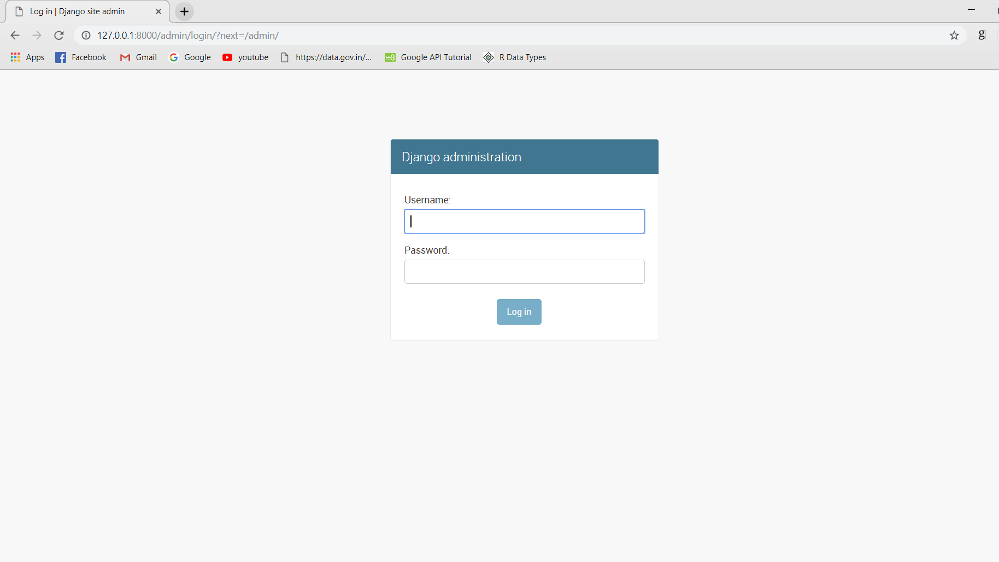 Log in | Django site admin
127.0.0.1:8000/admin/login/?next=/admin/
g
Apps Facebook Gmail Google youtube https://data.gov.in/... Google API Tutorial R Data Types
Django administration
Username:
Password:
Log in